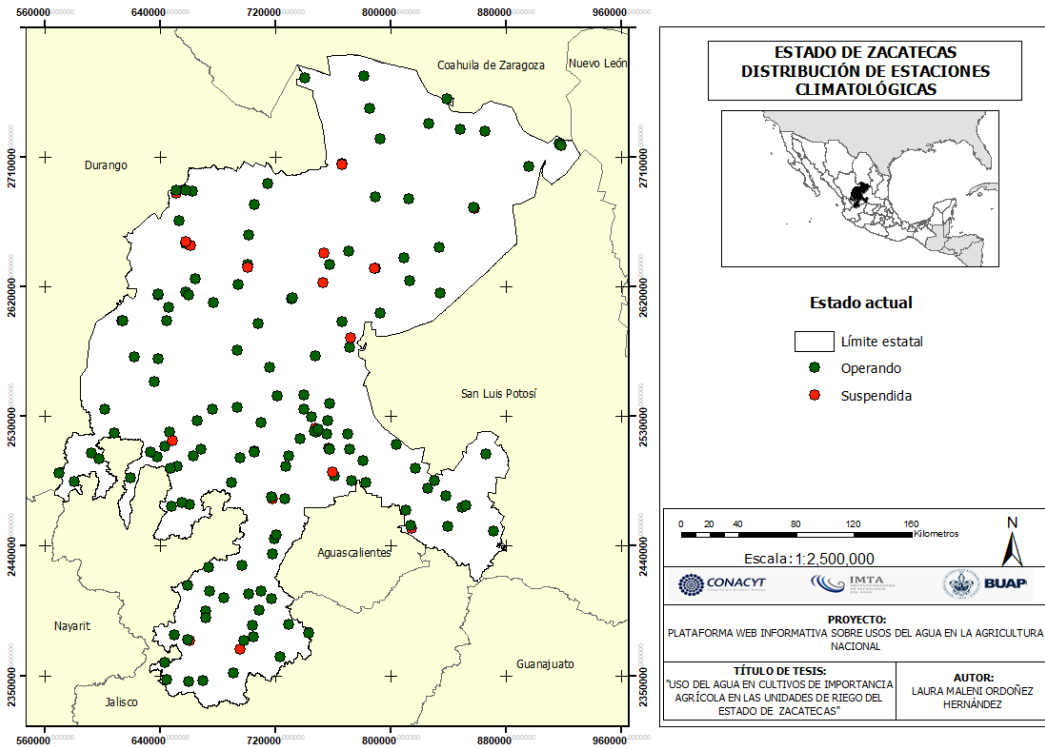 560000 640000 720000 800000 880000 960000
Coahuila de Zaragoza
Nuevo León
Durango
San Luis Potosí
Aguascalientes
Nayarit
Guanajuato
Jalisco
2710000
2620000
2530000
2440000
2350000
2710000
2620000
2530000
2440000
2350000
560000 640000 720000 800000 880000 960000
ESTADO DE ZACATECAS
DISTRIBUCIÓN DE ESTACIONES
CLIMATOLÓGICAS
Estado actual
Límite estatal
Operando
Suspendida
0 20 40 80 120 160
Kilometros
N
Escala: 1:2,500,000
CONACYT
IMTA
BUAP
PROYECTO:
PLATAFORMA WEB INFORMATIVA SOBRE USOS DEL AGUA EN LA AGRICULTURA
NACIONAL
TÍTULO DE TESIS:
"USO DEL AGUA EN CULTIVOS DE IMPORTANCIA
AGRÍCOLA EN LAS UNIDADES DE RIEGO DEL
ESTADO DE ZACATECAS"
AUTOR:
LAURA MALENI ORDOÑEZ
HERNÁNDEZ